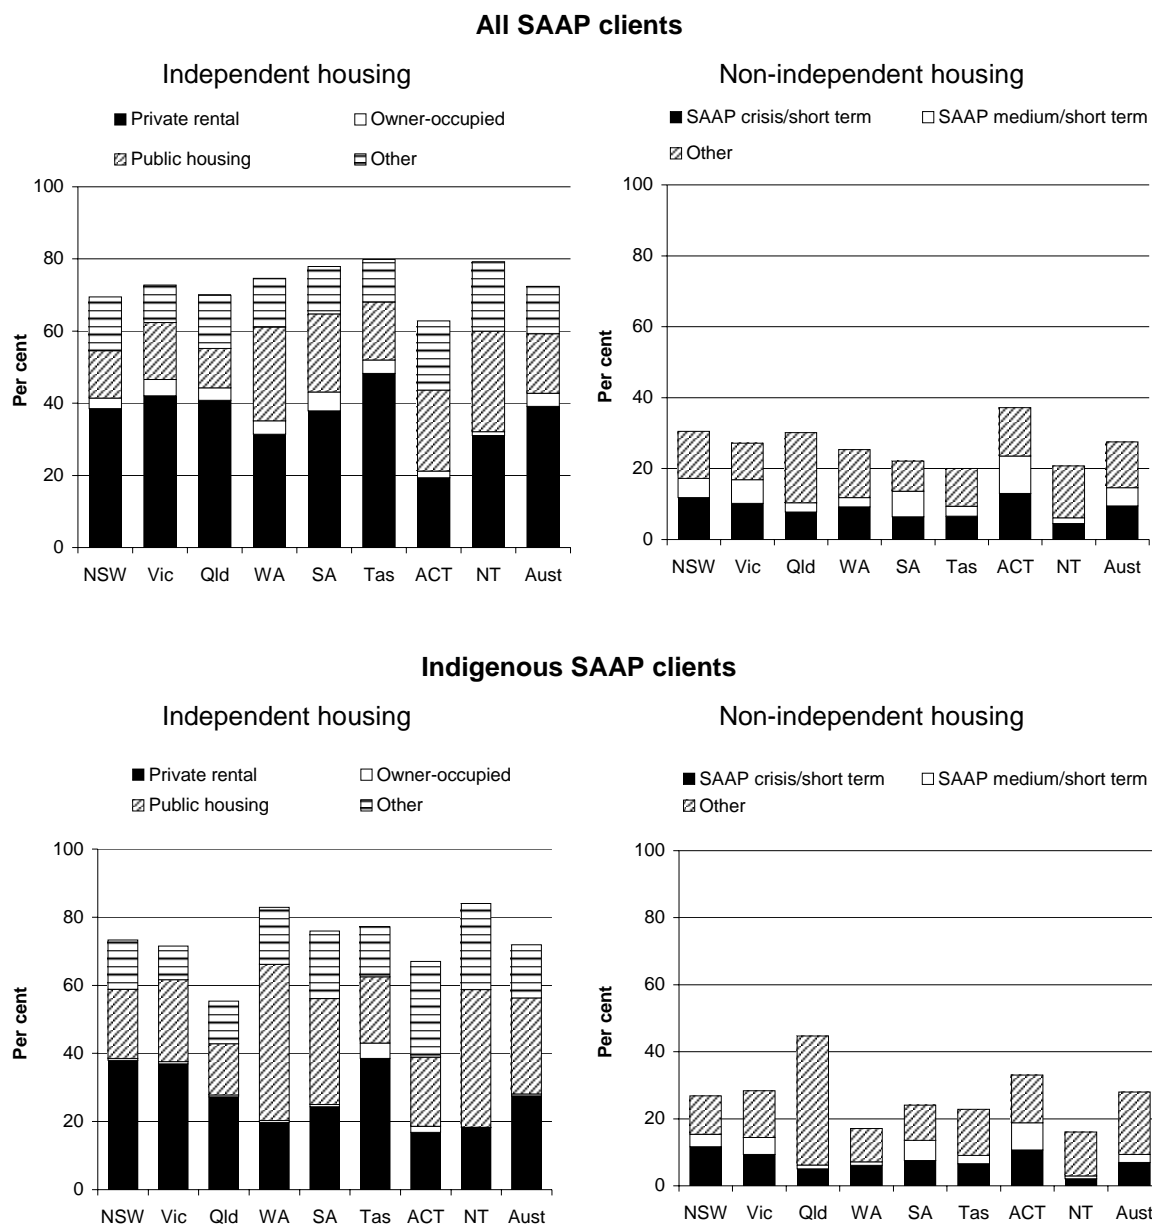 All SAAP clients
Independent housing
Private rental
Owner-occupied
Public housing
Other
Per cent
100
80
60
40
20
0
NSW Vic Qld WA SA Tas ACT NT Aust
Non-independent housing
SAAP crisis/short term
SAAP medium/short term
Other
Per cent
100
80
60
40
20
0
NSW Vic Qld WA SA Tas ACT NT Aust
Indigenous SAAP clients
Independent housing
Private rental
Owner-occupied
Public housing
Other
Per cent
100
80
60
40
20
0
NSW Vic Qld WA SA Tas ACT NT Aust
Non-independent housing
SAAP crisis/short term
SAAP medium/short term
Other
Per cent
100
80
60
40
20
0
NSW Vic Qld WA SA Tas ACT NT Aust